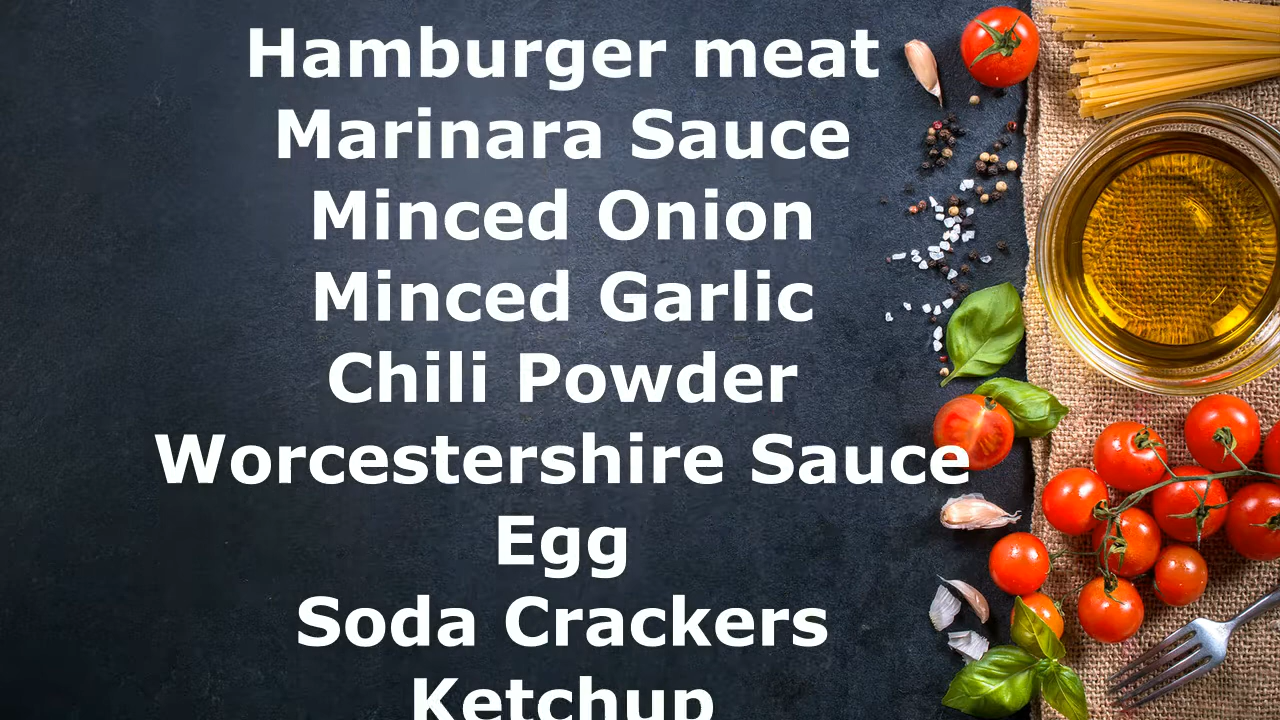 Hamburger meat
Marinara Sauce
Minced Onion
Minced Garlic
Chili Powder
Worcestershire Sauce
Egg
Soda Crackers
Ketchup